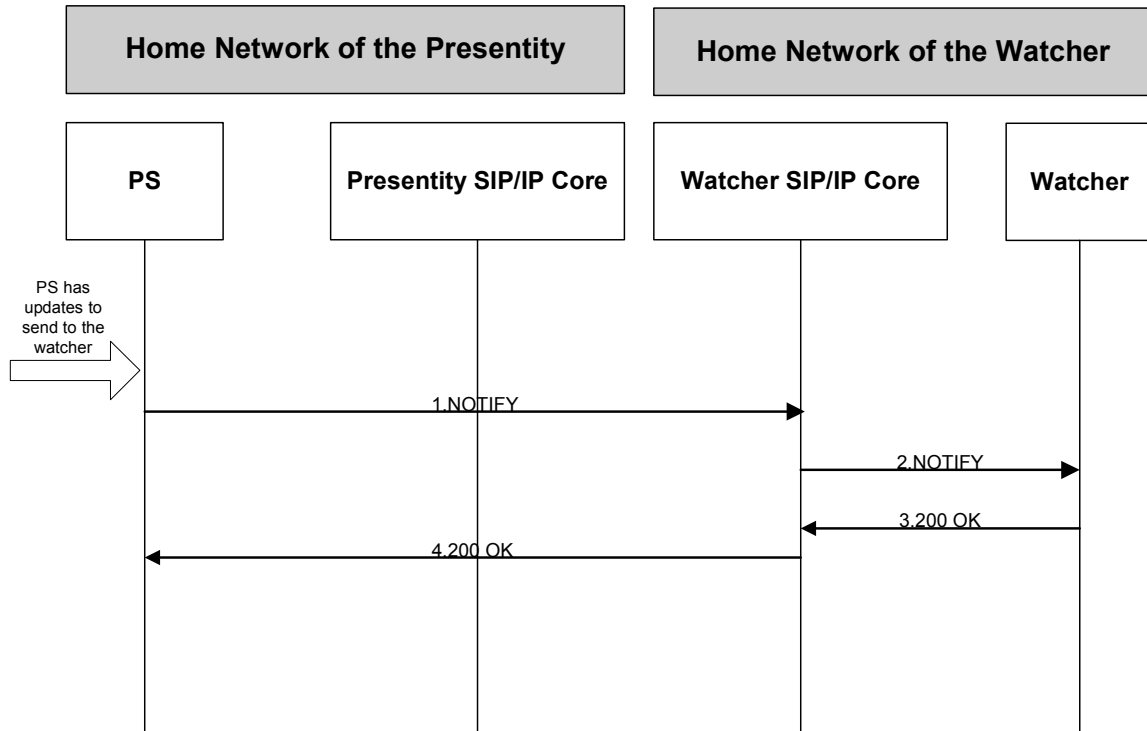 Home Network of the Presentity
Home Network of the Watcher
PS
Presentity SIP/IP Core
Watcher SIP/IP Core
Watcher
PS has
updates to
send to the
watcher
1.NOTIFY
2.NOTIFY
3.200 OK
4.200 OK